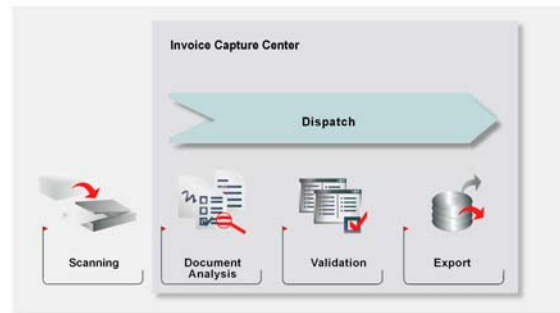 Invoice Capture Center
Dispatch
Scanning
Document
Analysis
Validation
Export